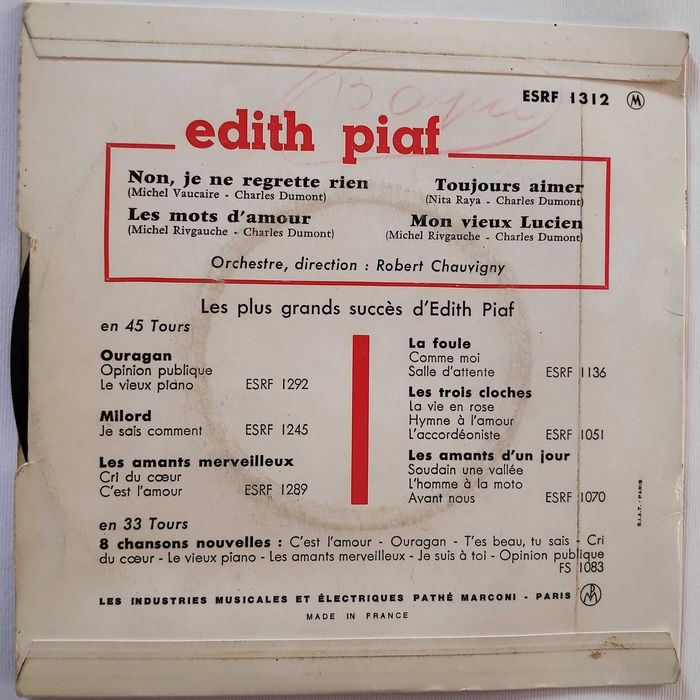 ESRF 1312 M
edith piaf
Non, je ne regrette rien
(Michel Vaucaire - Charles Dumont)
Toujours aimer
(Nita Raya - Charles Dumont)
Les mots d'amour
(Michel Rivgauche - Charles Dumont)
Mon vieux Lucien
(Michel Rivgauche - Charles Dumont)
Orchestre, direction : Robert Chauvigny
Les plus grands succès d'Edith Piaf
en 45 Tours
Ouragan
Opinion publique
Le vieux piano ESRF 1292
Milord
Je sais comment ESRF 1245
Les amants merveilleux
Cri du cœur
C'est l'amour ESRF 1289
La foule
Comme moi
Salle d'attente ESRF 1136
Les trois cloches
La vie en rose
Hymne à l'amour
L'accordéoniste ESRF 1051
Les amants d'un jour
Soudain une vallée
L'homme à la moto
Avant nous ESRF 1070
en 33 Tours
8 chansons nouvelles : C'est l'amour - Ouragan - T'es beau, tu sais - Cri
du cœur - Le vieux piano - Les amants merveilleux - Je suis à toi - Opinion publique
FS 1083
LES INDUSTRIES MUSICALES ET ÉLECTRIQUES PATHÉ MARCONI - PARIS
MADE IN FRANCE
S.I.A.T. - PARIS